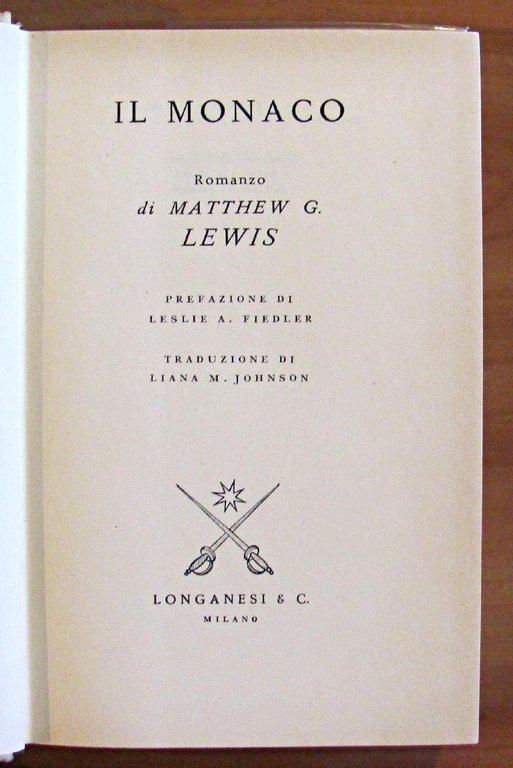 IL MONACO
Romanzo
di MATTHEW G.
LEWIS
PREFAZIONE DI
LESLIE A. FIEDLER
TRADUZIONE DI
LIANA M. JOHNSON
LONGANESI & C.
MILANO